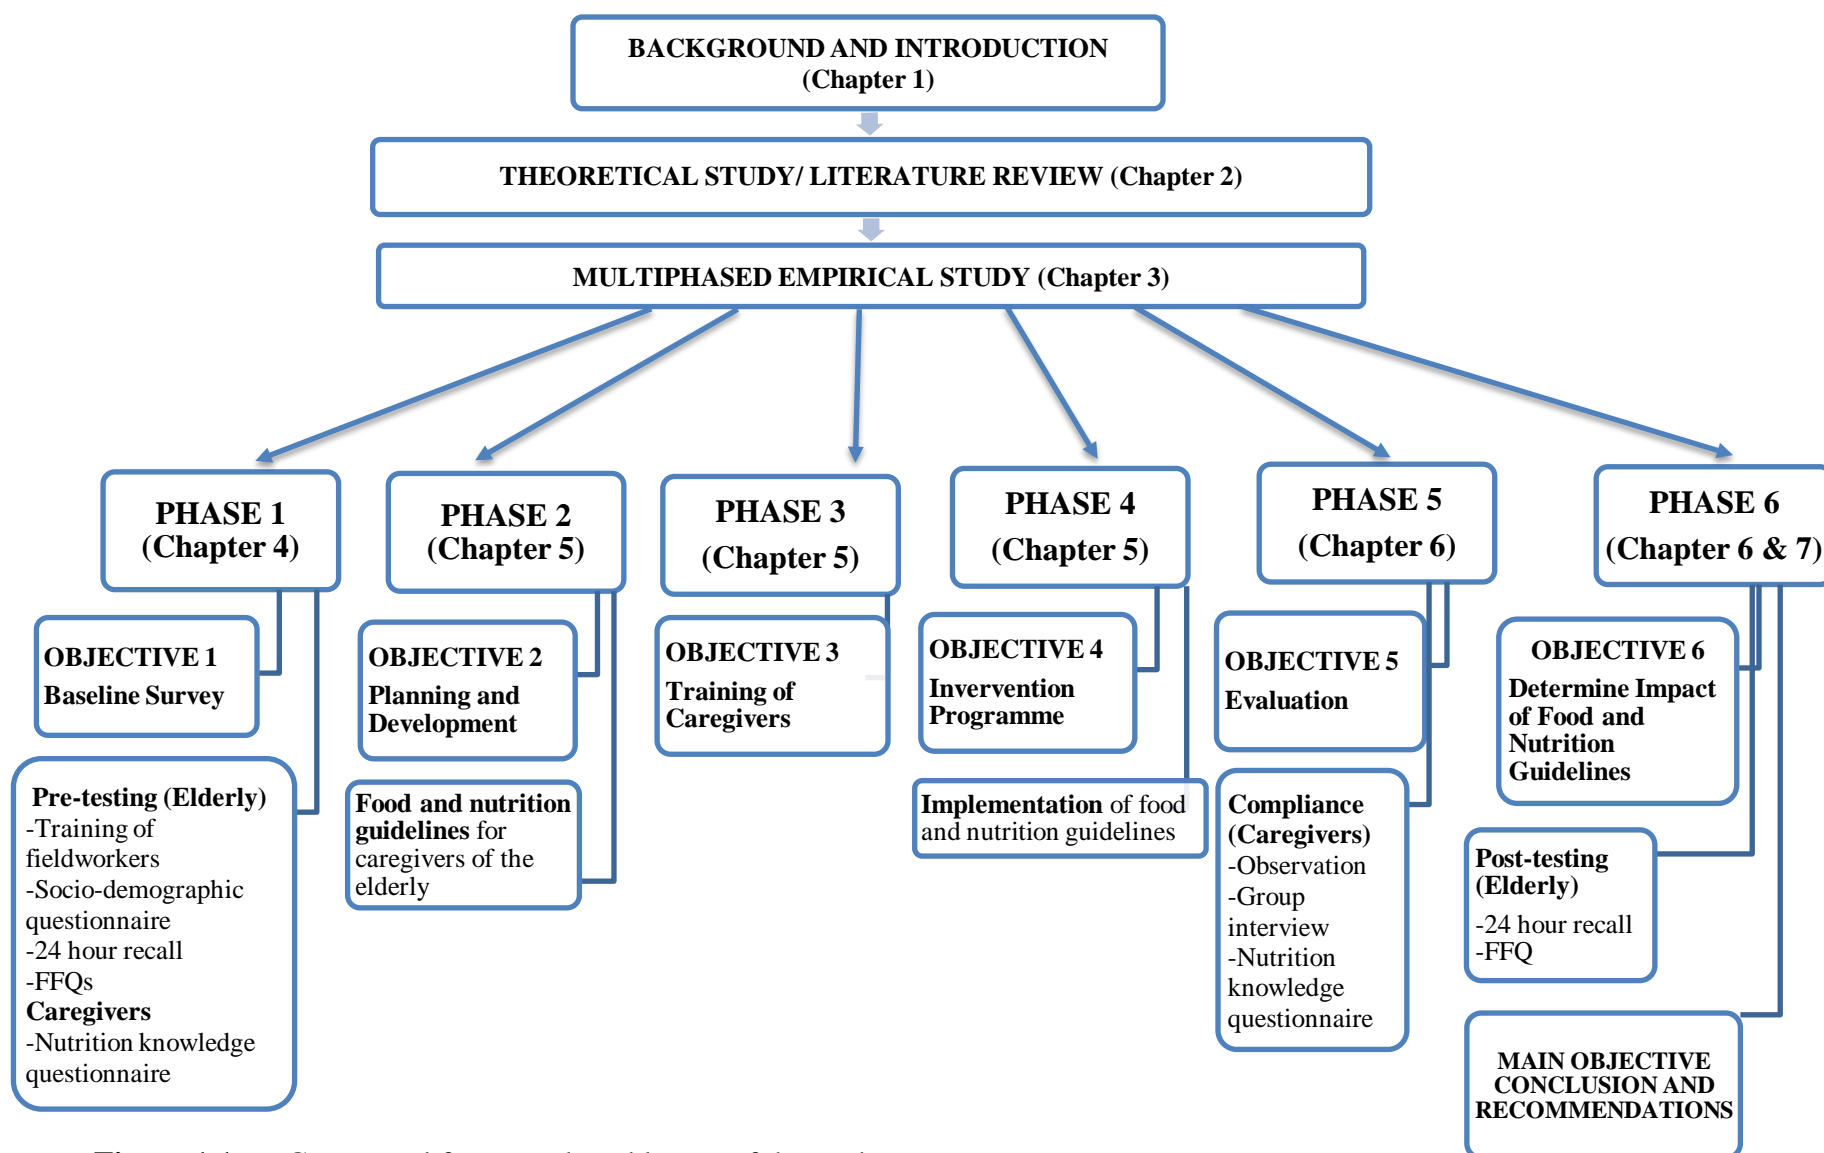 BACKGROUND AND INTRODUCTION
(Chapter 1)
THEORETICAL STUDY/ LITERATURE REVIEW (Chapter 2)
MULTIPHASED EMPIRICAL STUDY (Chapter 3)
PHASE 1
(Chapter 4)
OBJECTIVE 1
Baseline Survey
Pre-testing (Elderly)
-Training of
fieldworkers
-Socio-demographic
questionnaire
-24 hour recall
-FFQs
Caregivers
-Nutrition knowledge
questionnaire
PHASE 2
(Chapter 5)
OBJECTIVE 2
Planning and
Development
Food and nutrition
guidelines for
caregivers of the
elderly
PHASE 3
(Chapter 5)
OBJECTIVE 3
Training of
Caregivers
PHASE 4
(Chapter 5)
OBJECTIVE 4
Invervention
Programme
Implementation of food
and nutrition guidelines
PHASE 5
(Chapter 6)
OBJECTIVE 5
Evaluation
Compliance
(Caregivers)
-Observation
-Group
interview
-Nutrition
knowledge
questionnaire
PHASE 6
(Chapter 6 & 7)
OBJECTIVE 6
Determine Impact
of Food and
Nutrition
Guidelines
Post-testing
(Elderly)
-24 hour recall
-FFQ
MAIN OBJECTIVE
CONCLUSION AND
RECOMMENDATIONS